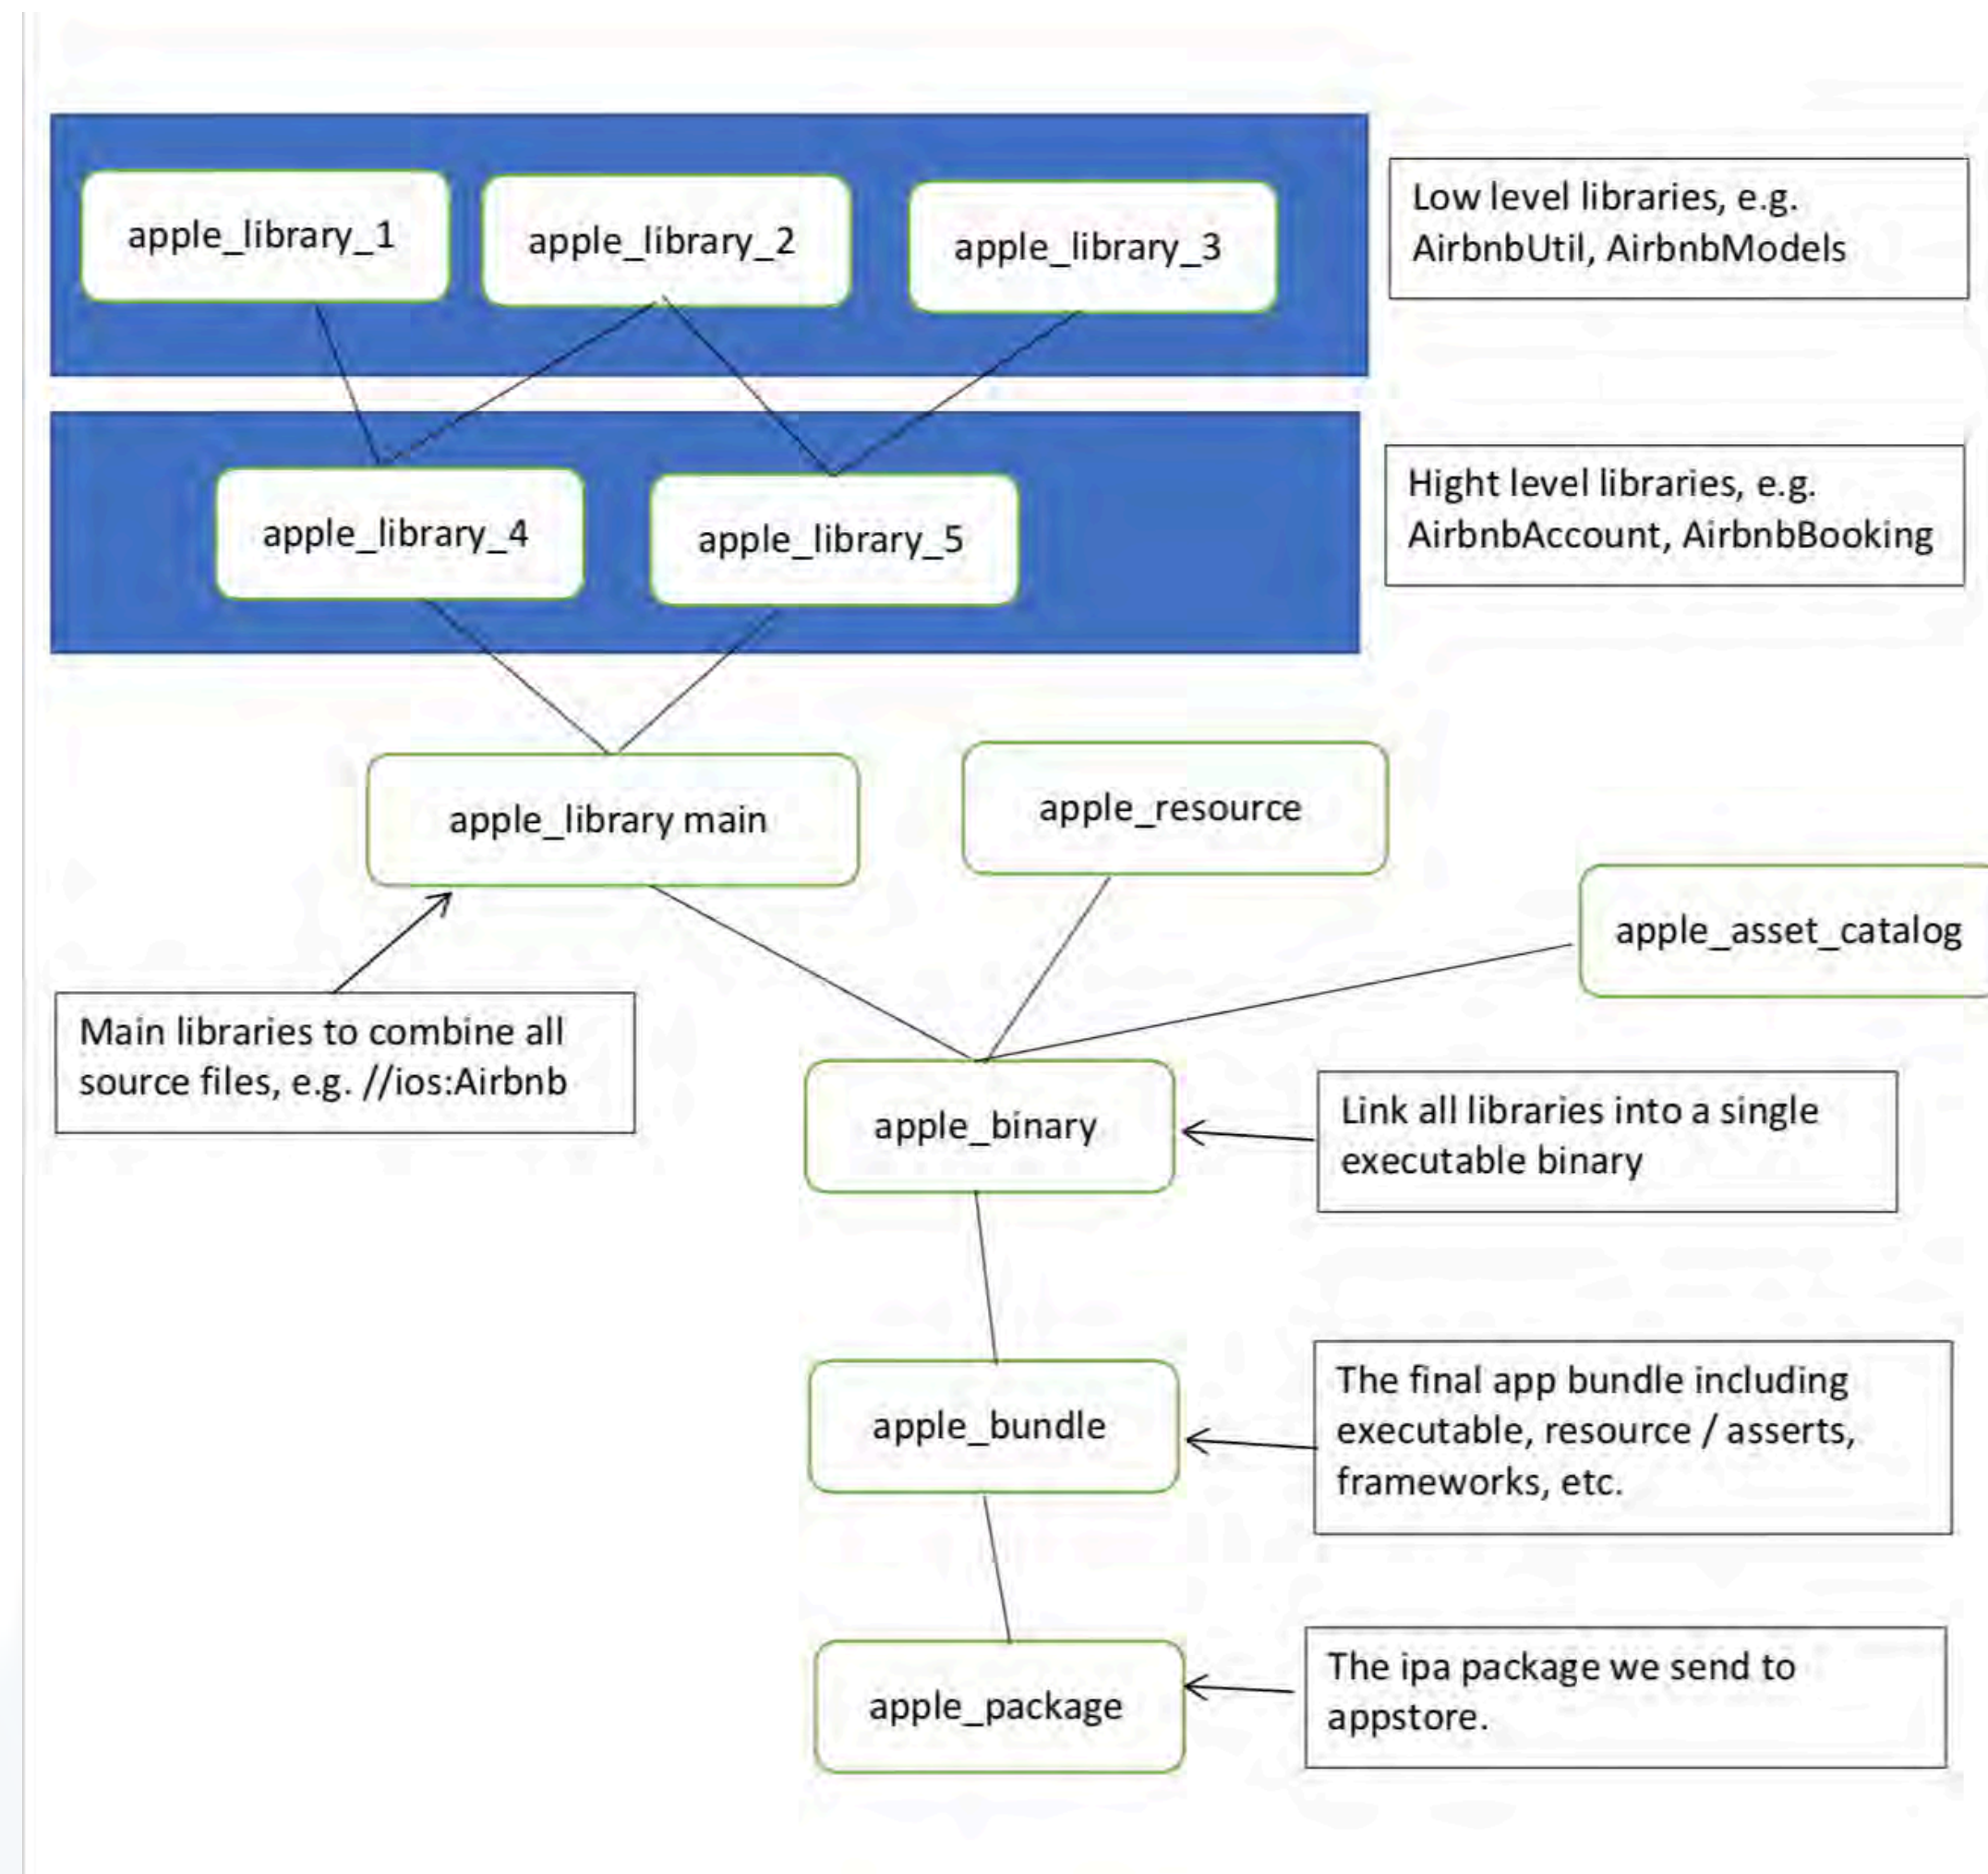 apple_library_1
apple_library_2
apple_library_3
Low level libraries, e.g.
AirbnbUtil, AirbnbModels
apple_library_4
apple_library_5
Hight level libraries, e.g.
AirbnbAccount, AirbnbBooking
apple_library main
apple_resource
apple_asset_catalog
Main libraries to combine all
source files, e.g. //ios:Airbnb
apple_binary
Link all libraries into a single
executable binary
apple_bundle
The final app bundle including
executable, resource / asserts,
frameworks, etc.
apple_package
The ipa package we send to
appstore.